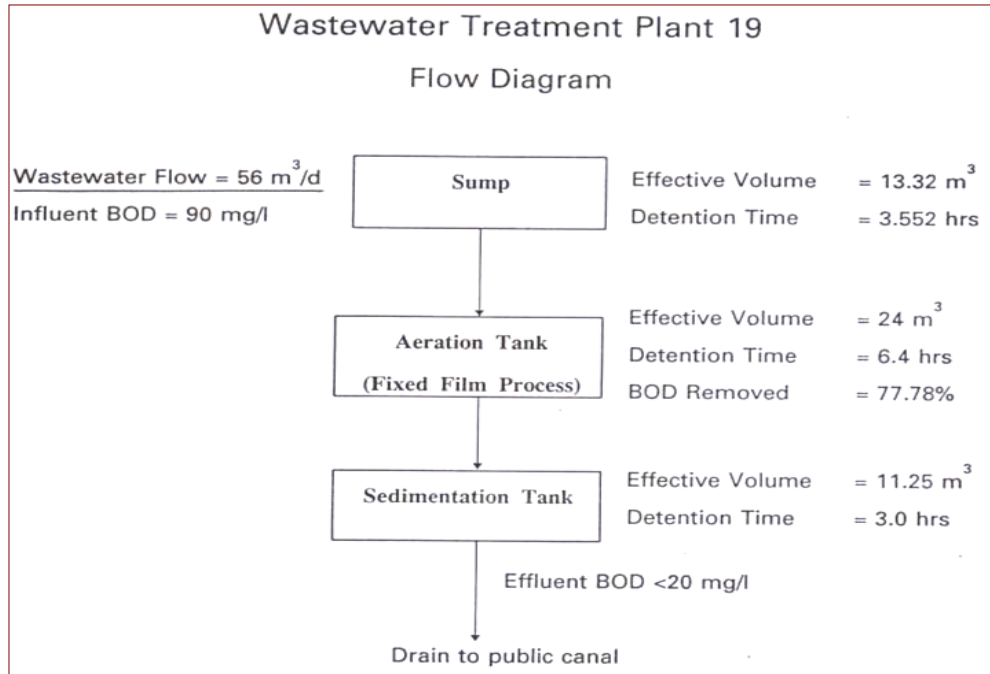 Wastewater Treatment Plant 19
Flow Diagram
Wastewater Flow = 56 m³/d
Influent BOD = 90 mg/l
Sump
Effective Volume = 13.32 m³
Detention Time = 3.552 hrs
Aeration Tank
(Fixed Film Process)
Effective Volume = 24 m³
Detention Time = 6.4 hrs
BOD Removed = 77.78%
Sedimentation Tank
Effective Volume = 11.25 m³
Detention Time = 3.0 hrs
Effluent BOD <20 mg/l
Drain to public canal